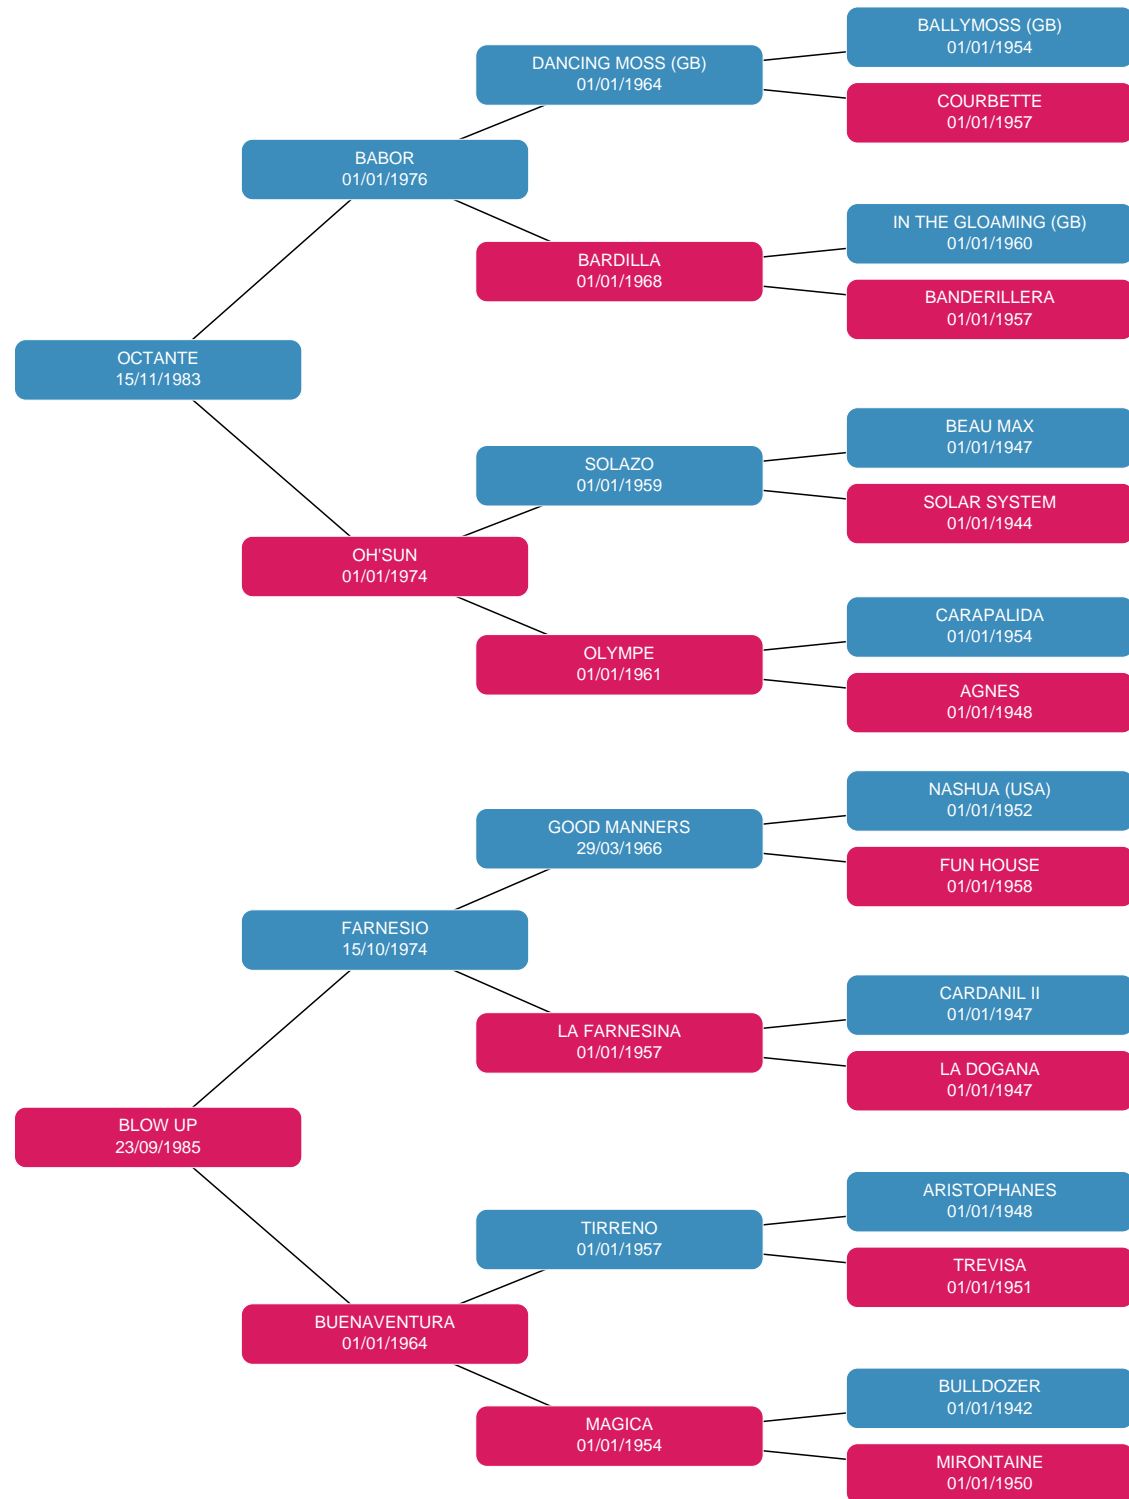 BALLYMOSS (GB)
01/01/1954
DANCING MOSS (GB)
01/01/1964
COURBETTE
01/01/1957
BABOR
01/01/1976
IN THE GLOAMING (GB)
01/01/1960
BARDILLA
01/01/1968
BANDERILLERA
01/01/1957
OCTANTE
15/11/1983
BEAU MAX
01/01/1947
SOLAZO
01/01/1959
SOLAR SYSTEM
01/01/1944
OH'SUN
01/01/1974
CARAPALIDA
01/01/1954
OLYMPE
01/01/1961
AGNES
01/01/1948
NASHUA (USA)
01/01/1952
GOOD MANNERS
29/03/1966
FUN HOUSE
01/01/1958
FARNESIO
15/10/1974
CARDANIL II
01/01/1947
LA FARNESINA
01/01/1957
LA DOGANA
01/01/1947
BLOW UP
23/09/1985
ARISTOPHANES
01/01/1948
TIRRENO
01/01/1957
TREVISA
01/01/1951
BUENAVENTURA
01/01/1964
BULLDOZER
01/01/1942
MAGICA
01/01/1954
MIRONTAINE
01/01/1950